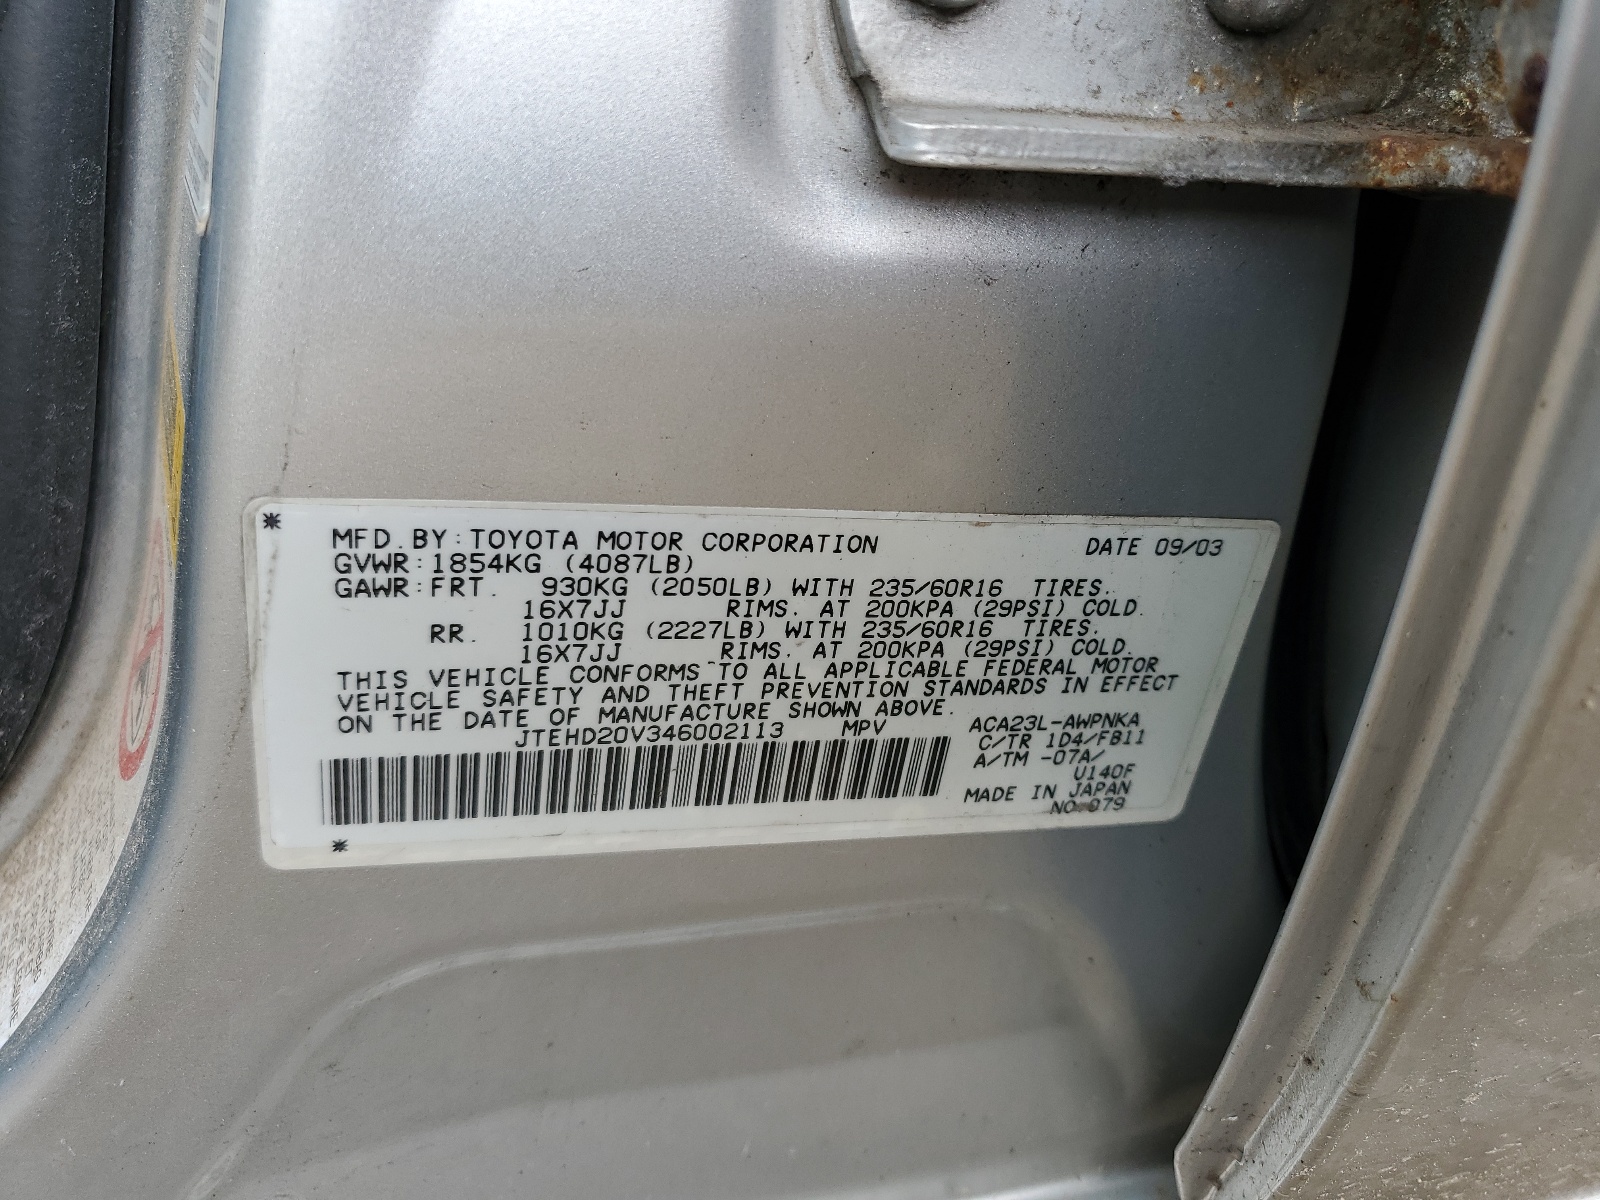 MFD. BY: TOYOTA MOTOR CORPORATION DATE 09/03
GVWR: 1854KG (4087LB)
GAWR: FRT. 930KG (2050LB) WITH 235/60R16 TIRES.
16X7JJ RIMS. AT 200KPA (29PSI) COLD.
RR. 1010KG (2227LB) WITH 235/60R16 TIRES.
16X7JJ RIMS. AT 200KPA (29PSI) COLD.
THIS VEHICLE CONFORMS TO ALL APPLICABLE FEDERAL MOTOR
VEHICLE SAFETY AND THEFT PREVENTION STANDARDS IN EFFECT
ON THE DATE OF MANUFACTURE SHOWN ABOVE.
JTEHD20V346002113 MPV
ACA23L-AWPNKA
C/TR 1D4/FB11
A/TM -07A/
U140F
MADE IN JAPAN
NO. 079